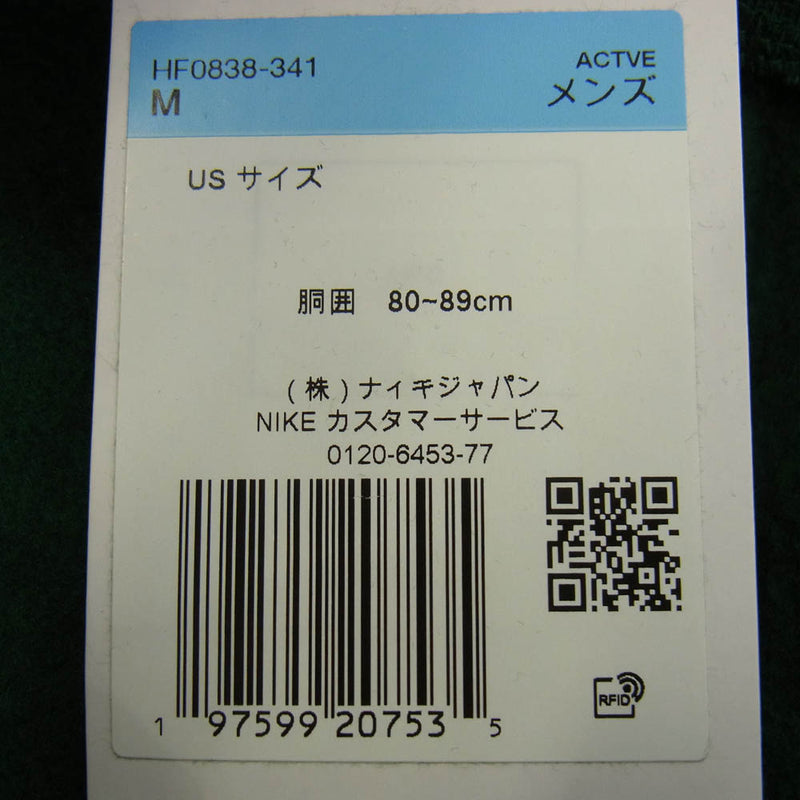 HF0838-341
M
ACTVE
メンズ
US サイズ
胴囲 80~89cm
(株)ナイキジャパン
NIKE カスタマーサービス
0120-6453-77
1 97599 20753 5
RFID